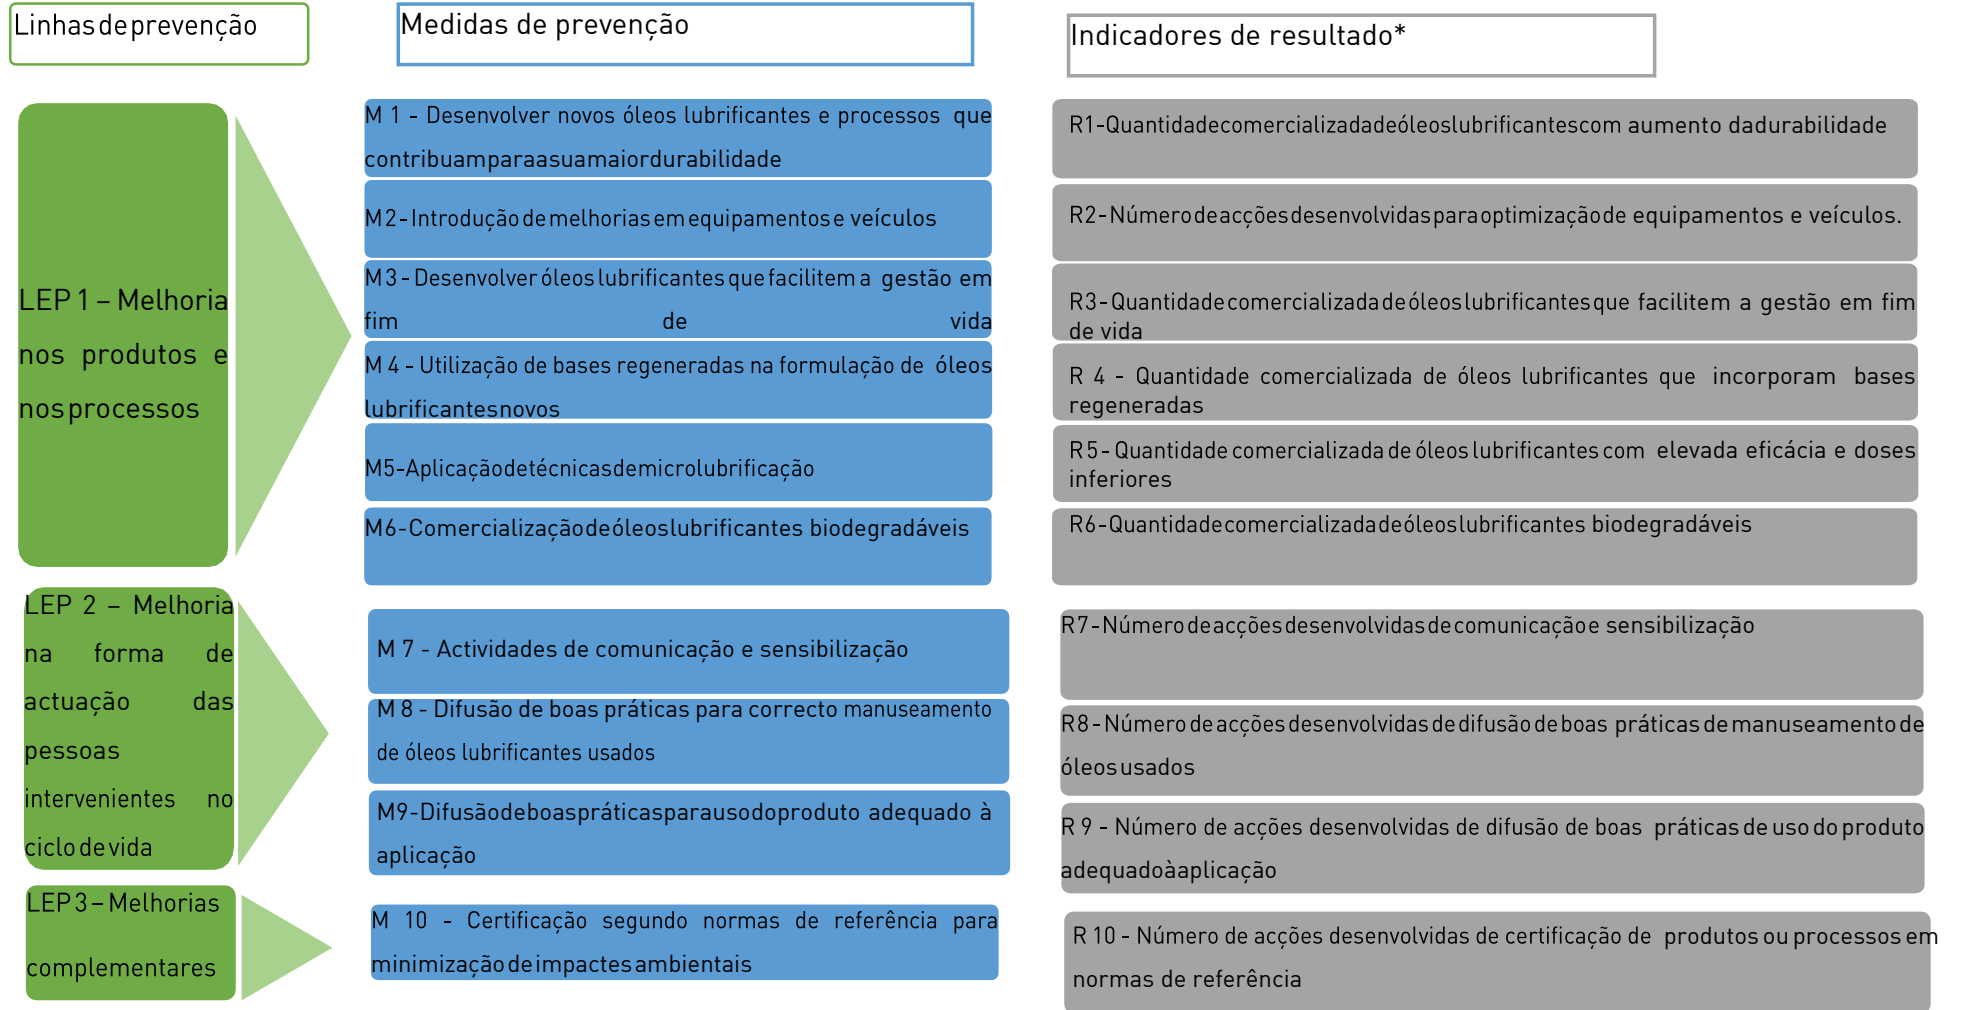 Linhas de prevenção
Medidas de prevenção
Indicadores de resultado*
LEP 1 – Melhoria
nos produtos e
nos processos
M 1 - Desenvolver novos óleos lubrificantes e processos que
contribuam para a sua maior durabilidade
M 2 - Introdução de melhorias em equipamentos e veículos
M 3 - Desenvolver óleos lubrificantes que facilitem a gestão em
fim de vida
M 4 - Utilização de bases regeneradas na formulação de óleos
lubrificantes novos
M5-Aplicação de técnicas de microlubrificação
M6-Comercialização de óleos lubrificantes biodegradáveis
R1-Quantidade comercializada de óleos lubrificantes com aumento da durabilidade
R2-Número de acções desenvolvidas para optimização de equipamentos e veículos.
R3-Quantidade comercializada de óleos lubrificantes que facilitem a gestão em fim
de vida
R 4 - Quantidade comercializada de óleos lubrificantes que incorporam bases
regeneradas
R 5 - Quantidade comercializada de óleos lubrificantes com elevada eficácia e doses
inferiores
R6-Quantidade comercializada de óleos lubrificantes biodegradáveis
LEP 2 – Melhoria
na forma de
actuação das
pessoas
intervenientes no
ciclo de vida
M 7 - Actividades de comunicação e sensibilização
M 8 - Difusão de boas práticas para correcto manuseamento
de óleos lubrificantes usados
M9-Difusão de boas práticas para uso do produto adequado à
aplicação
R7-Número de acções desenvolvidas de comunicação e sensibilização
R8-Número de acções desenvolvidas de difusão de boas práticas de manuseamento de
óleos usados
R 9 - Número de acções desenvolvidas de difusão de boas práticas de uso do produto
adequado à aplicação
LEP 3 – Melhorias
complementares
M 10 - Certificação segundo normas de referência para
minimização de impactes ambientais
R 10 - Número de acções desenvolvidas de certificação de produtos ou processos em
normas de referência